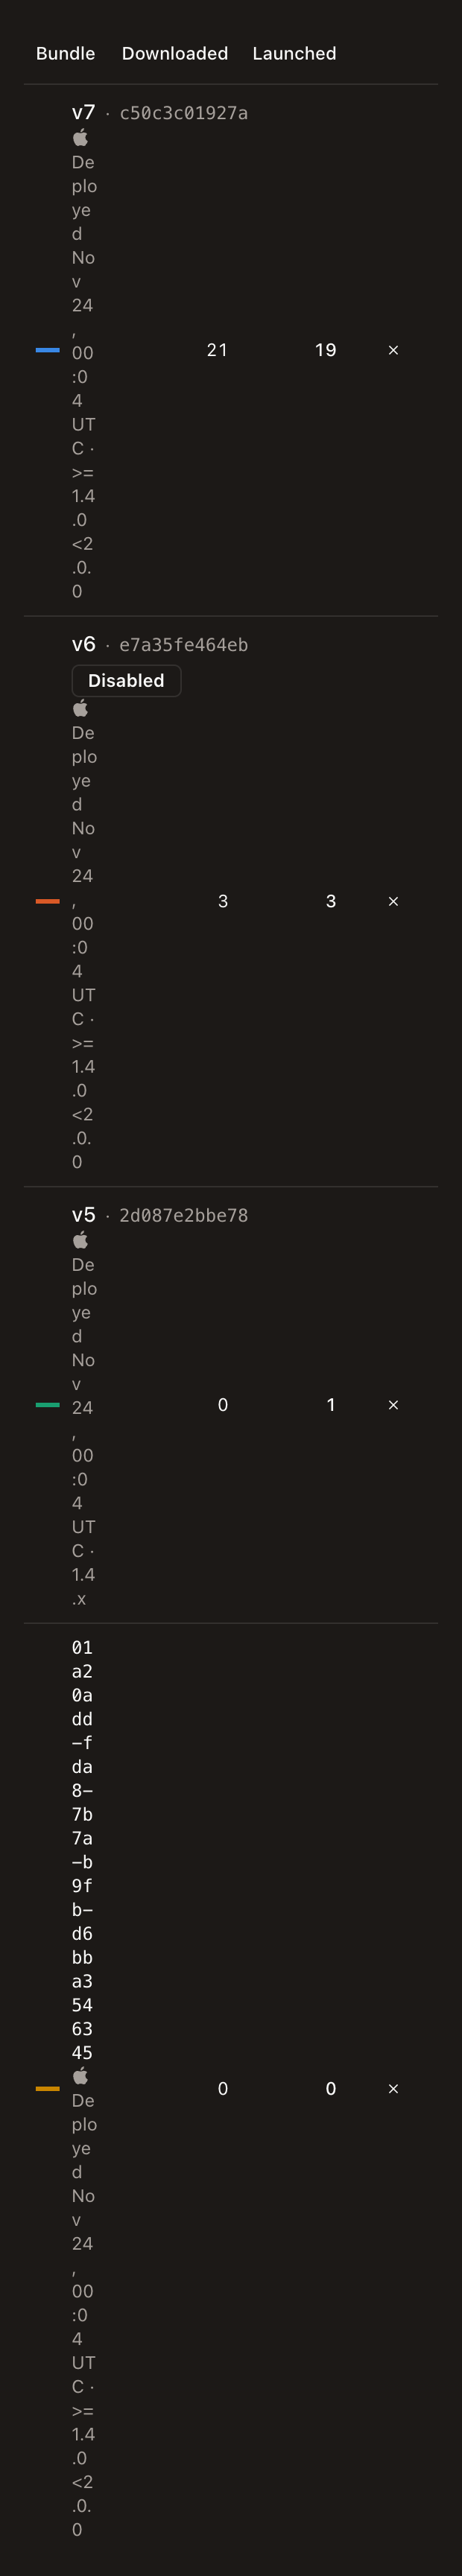 Bundle Downloaded Launched
v7 · c50c3c01927a
De
plo
ye
d
No
v
24
,
00
:0
4
UT
C ·
>=
1.4
.0
<2
.0.
0
21 19 ×
v6 · e7a35fe464eb
Disabled
De
plo
ye
d
No
v
24
,
00
:0
4
UT
C ·
>=
1.4
.0
<2
.0.
0
3 3 ×
v5 · 2d087e2bbe78
De
plo
ye
d
No
v
24
,
00
:0
4
UT
C ·
1.4
.x
0 1 ×
01
a2
0a
dd
-f
da
8-
7b
7a
-b
9f
b-
d6
bb
a3
54
63
45
De
plo
ye
d
No
v
24
,
00
:0
4
UT
C ·
>=
1.4
.0
<2
.0.
0
0 0 ×